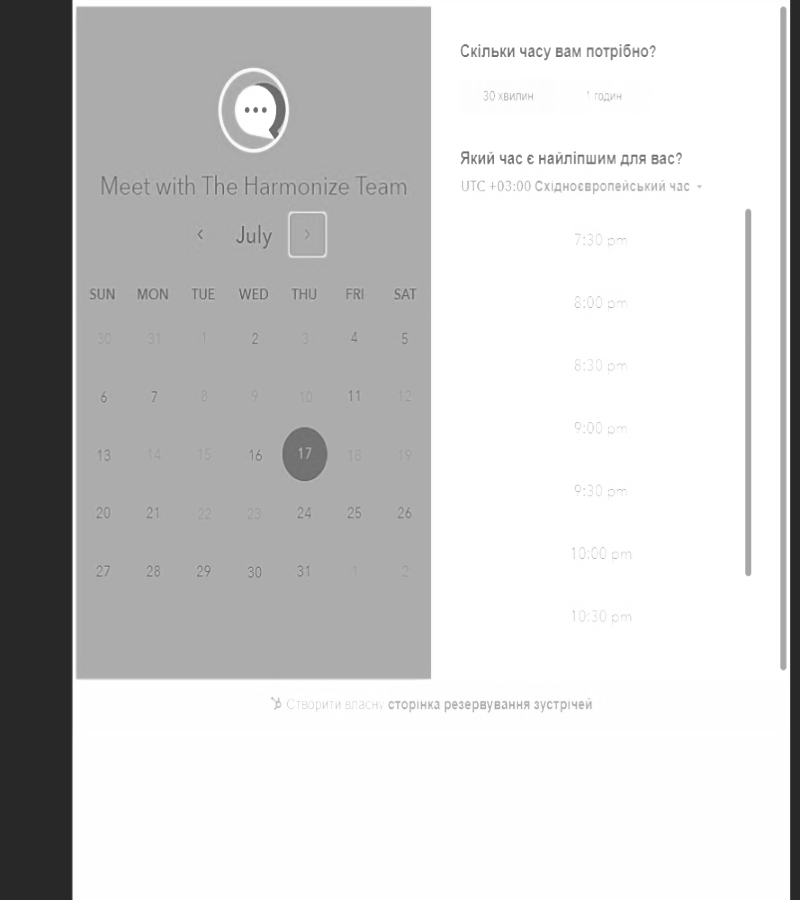 Meet with The Harmonize Team
July
SUN MON TUE WED THU FRI SAT
30 31 1 2 3 4 5
6 7 8 9 10 11 12
13 14 15 16 17 18 19
20 21 22 23 24 25 26
27 28 29 30 31 1 2
Скільки часу вам потрібно?
30 хвилин 1 годин
Який час є найліпшим для вас?
UTC +03:00 Східноєвропейський час
7:30 pm
8:00 pm
8:30 pm
9:00 pm
9:30 pm
10:00 pm
10:30 pm
Створити власну сторінка резервування зустрічей